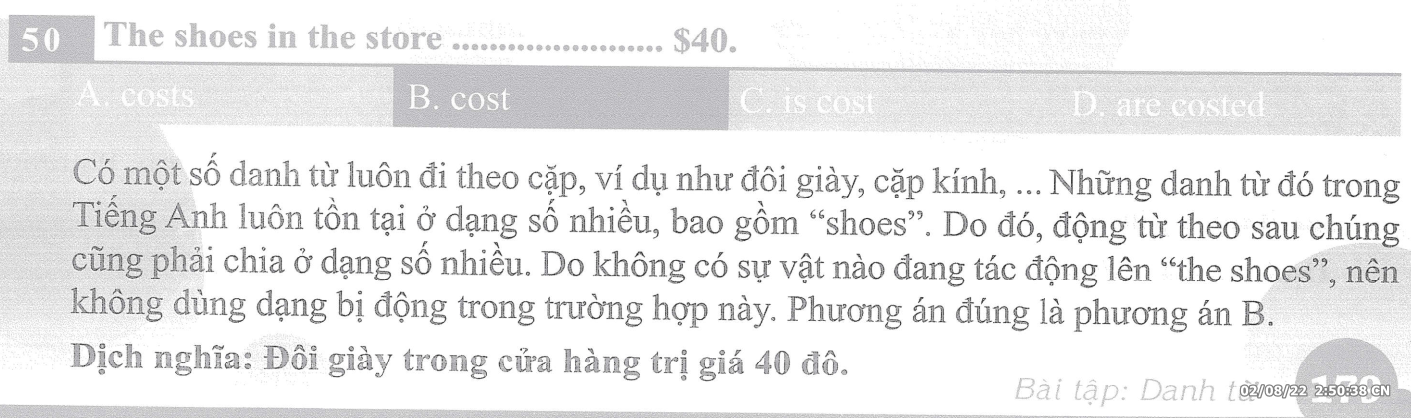 50 The shoes in the store ........................ $40.
A. costs B. cost C. is cost D. are costed
Có một số danh từ luôn đi theo cặp, ví dụ như đôi giày, cặp kính, ... Những danh từ đó trong
Tiếng Anh luôn tồn tại ở dạng số nhiều, bao gồm “shoes”. Do đó, động từ theo sau chúng
cũng phải chia ở dạng số nhiều. Do không có sự vật nào đang tác động lên “the shoes”, nên
không dùng dạng bị động trong trường hợp này. Phương án đúng là phương án B.
Dịch nghĩa: Đôi giày trong cửa hàng trị giá 40 đô.
Bài tập: Danh từ 179
02/08/22 2:50:38 CN